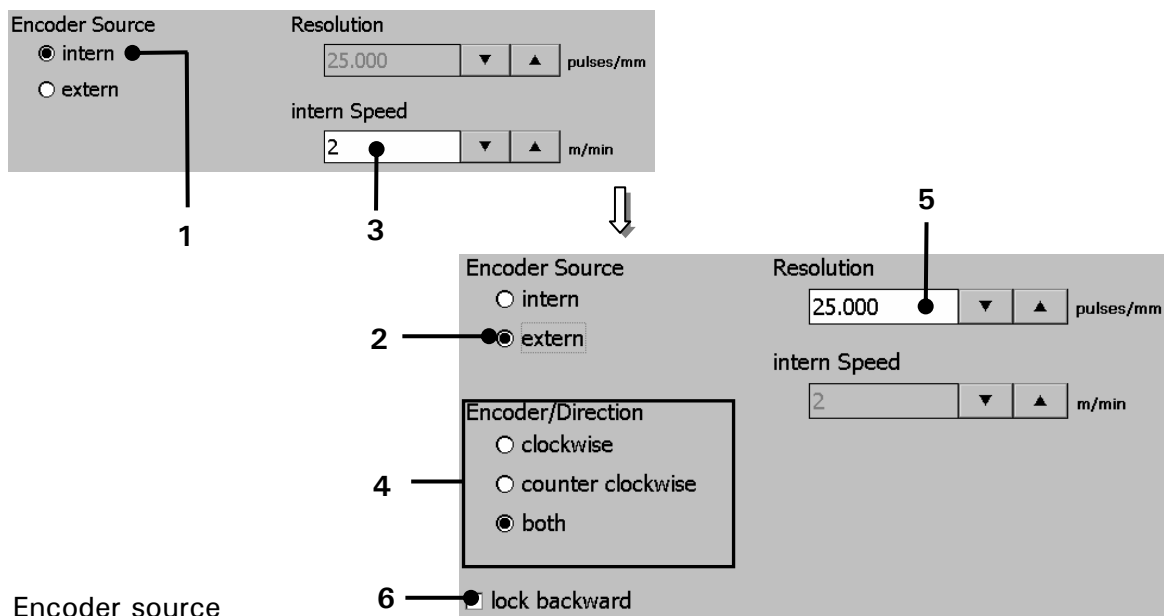 Encoder Source
intern
extern
Resolution
25.000 pulses/mm
intern Speed
2 m/min
1
3
5
Encoder Source
intern
2
extern
Resolution
25.000 pulses/mm
intern Speed
2 m/min
Encoder/Direction
clockwise
4
counter clockwise
both
6
lock backward
Encoder source